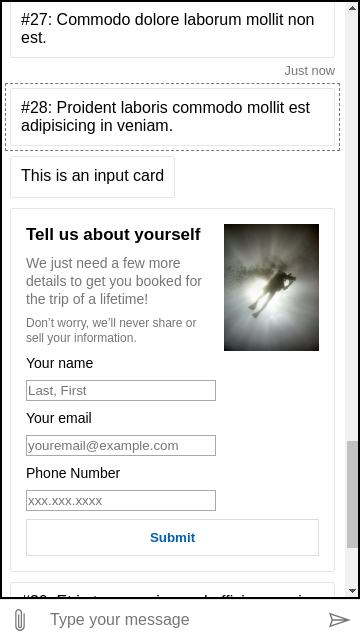 #27: Commodo dolore laborum mollit non
est.
Just now
#28: Proident laboris commodo mollit est
adipisicing in veniam.
This is an input card
Tell us about yourself
We just need a few more
details to get you booked for
the trip of a lifetime!
Don't worry, we'll never share or
sell your information.
Your name
Last, First
Your email
youremail@example.com
Phone Number
xxx.xxx.xxxx
Submit
Type your message